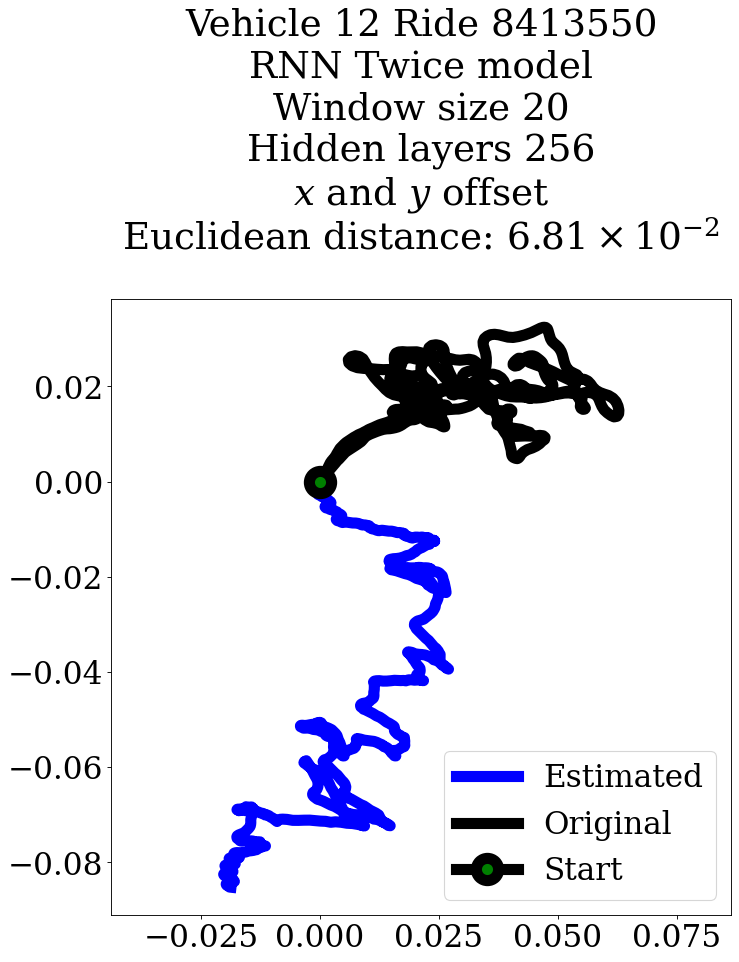 Vehicle 12 Ride 8413550
RNN Twice model
Window size 20
Hidden layers 256
x and y offset
Euclidean distance: 6.81 × 10⁻²
0.02
0.00
−0.02
−0.04
−0.06
−0.08
Estimated
Original
Start
−0.025 0.000 0.025 0.050 0.075